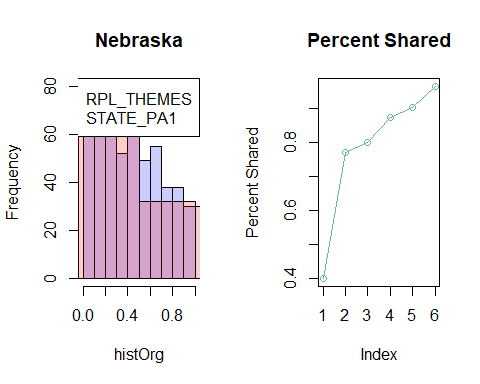 Nebraska
80
60
40
20
0
Frequency
RPL_THEMES
STATE_PA1
0.0 0.4 0.8
histOrg
Percent Shared
0.8
0.6
0.4
Percent Shared
1 2 3 4 5 6
Index